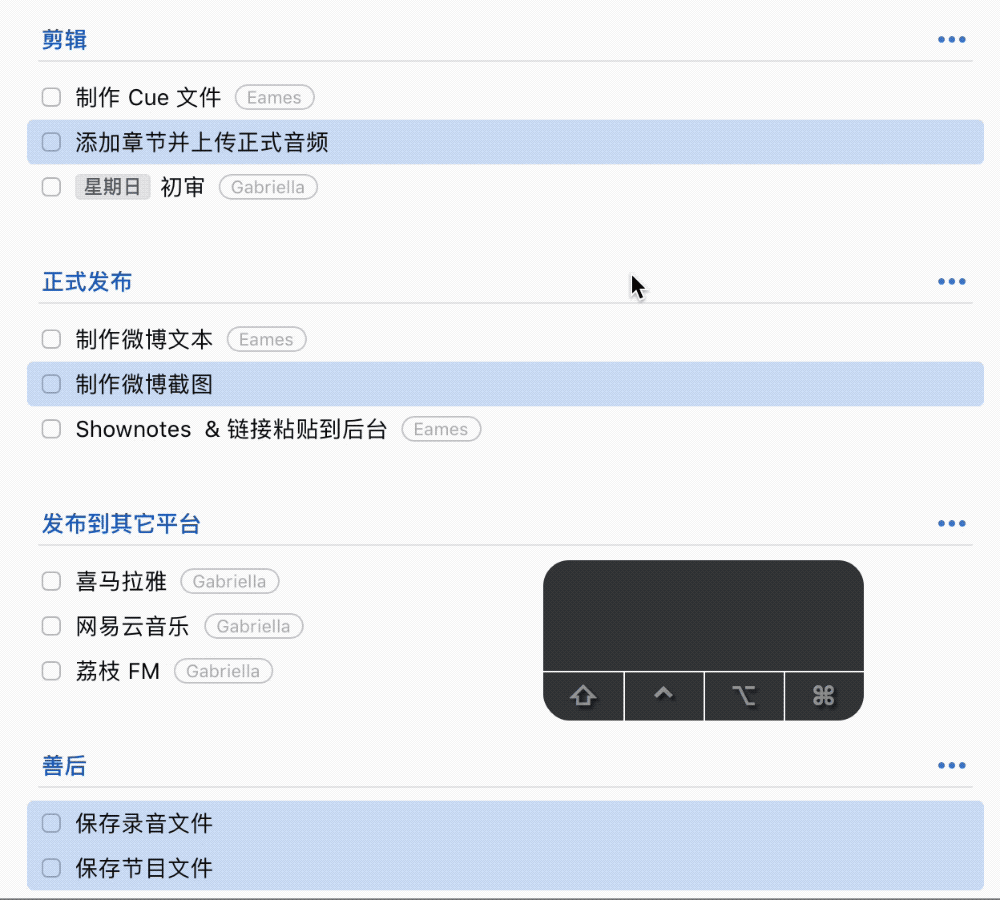 剪辑
制作 Cue 文件 Eames
添加章节并上传正式音频
星期日 初审 Gabriella
正式发布
制作微博文本 Eames
制作微博截图
Shownotes & 链接粘贴到后台 Eames
发布到其它平台
喜马拉雅 Gabriella
网易云音乐 Gabriella
荔枝 FM Gabriella
善后
保存录音文件
保存节目文件